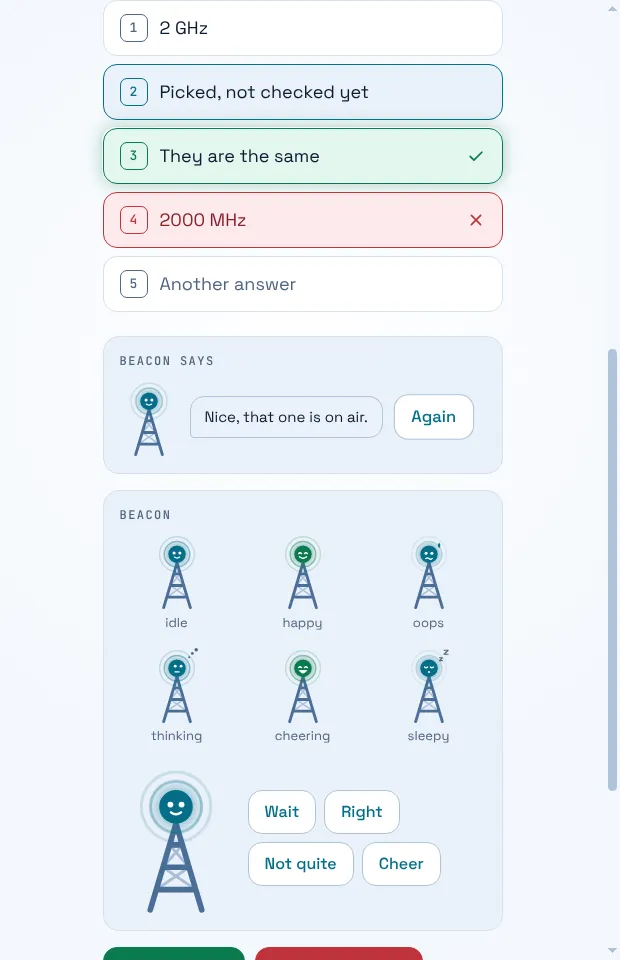 1 2 GHz
2 Picked, not checked yet
3 They are the same
4 2000 MHz
5 Another answer
BEACON SAYS
Nice, that one is on air.
Again
BEACON
idle happy oops
z z
thinking cheering sleepy
Wait Right
Not quite Cheer